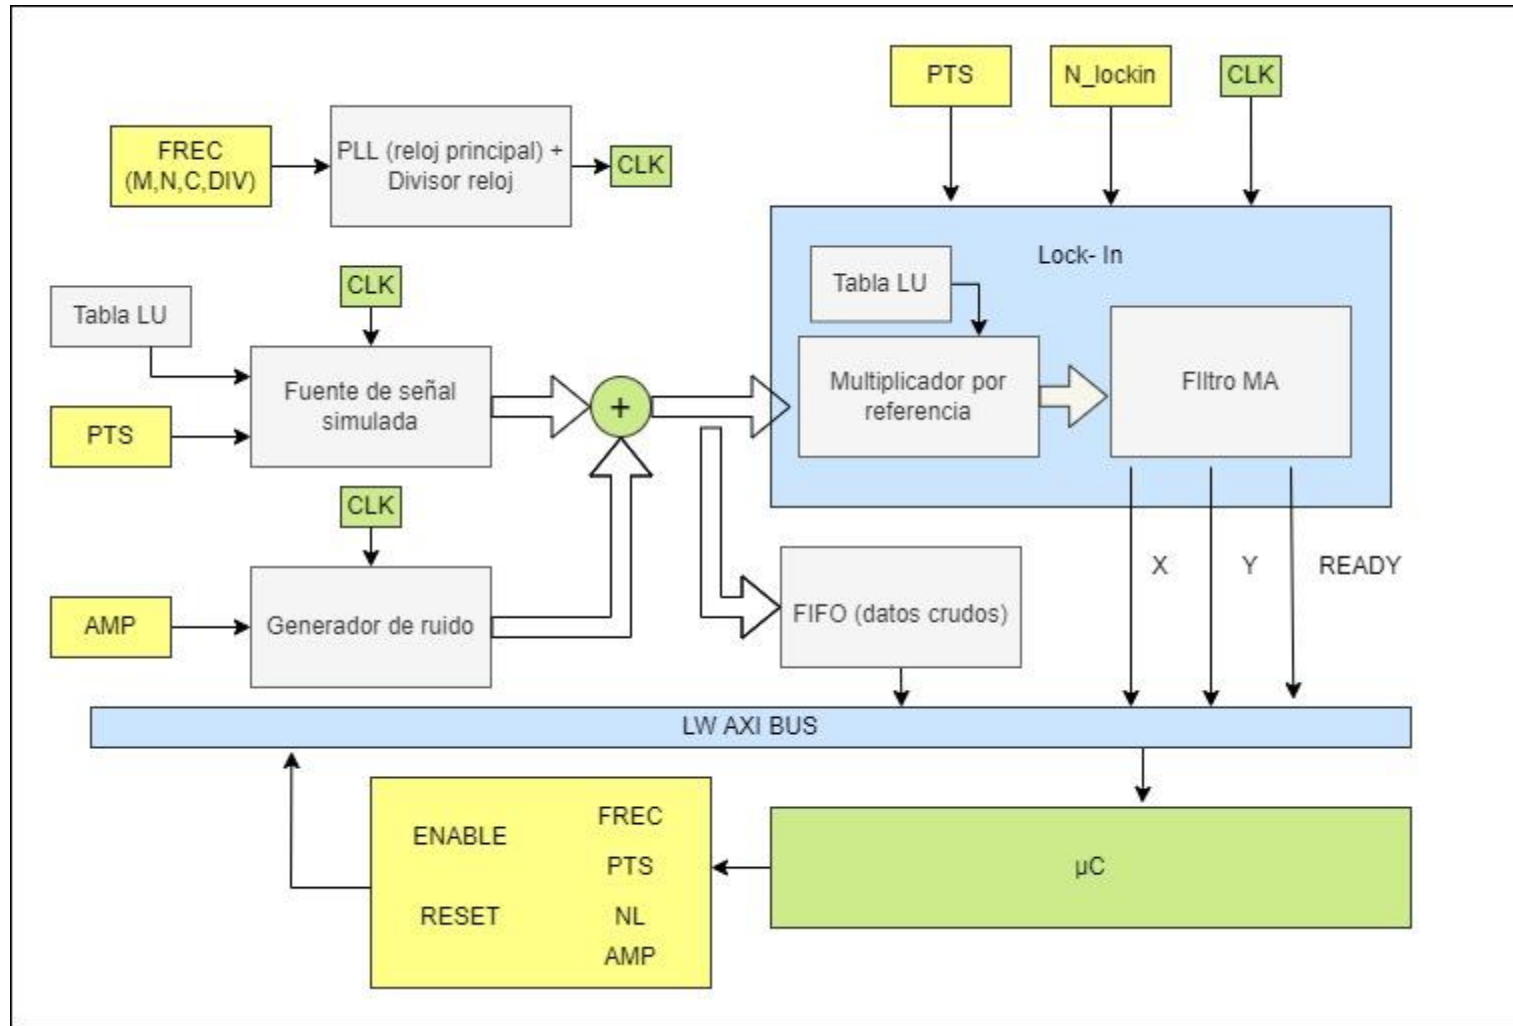 PTS
N_lockin
CLK
FREC
(M,N,C,DIV)
PLL (reloj principal) +
Divisor reloj
CLK
Lock- In
Tabla LU
CLK
Tabla LU
Fuente de señal
simulada
PTS
+
Multiplicador por
referencia
FIltro MA
CLK
AMP
Generador de ruido
FIFO (datos crudos)
X
Y
READY
LW AXI BUS
ENABLE
RESET
FREC
PTS
NL
AMP
µC